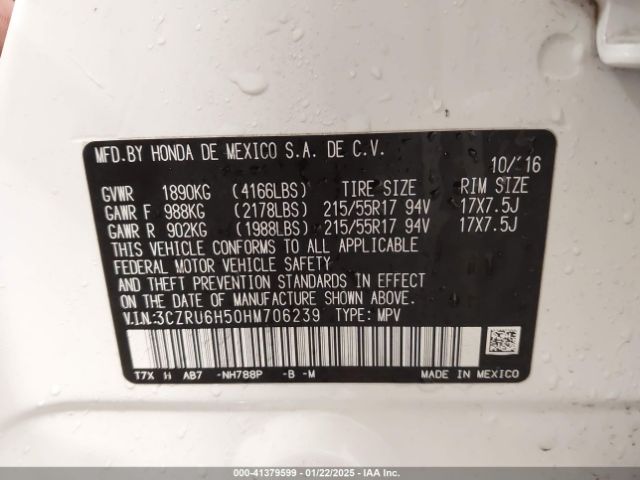 MFD.BY HONDA DE MEXICO S.A. DE C.V.
10/'16
GVWR 1890KG (4166LBS) TIRE SIZE RIM SIZE
GAWR F 988KG (2178LBS) 215/55R17 94V 17X7.5J
GAWR R 902KG (1988LBS) 215/55R17 94V 17X7.5J
THIS VEHICLE CONFORMS TO ALL APPLICABLE
FEDERAL MOTOR VEHICLE SAFETY
AND THEFT PREVENTION STANDARDS IN EFFECT
ON THE DATE OF MANUFACTURE SHOWN ABOVE.
V.I.N:3CZRU6H50HM706239 TYPE: MPV
T7X AB7 -NH788P -B -M MADE IN MEXICO
000-41379599 - 01/22/2025 - IAA Inc.